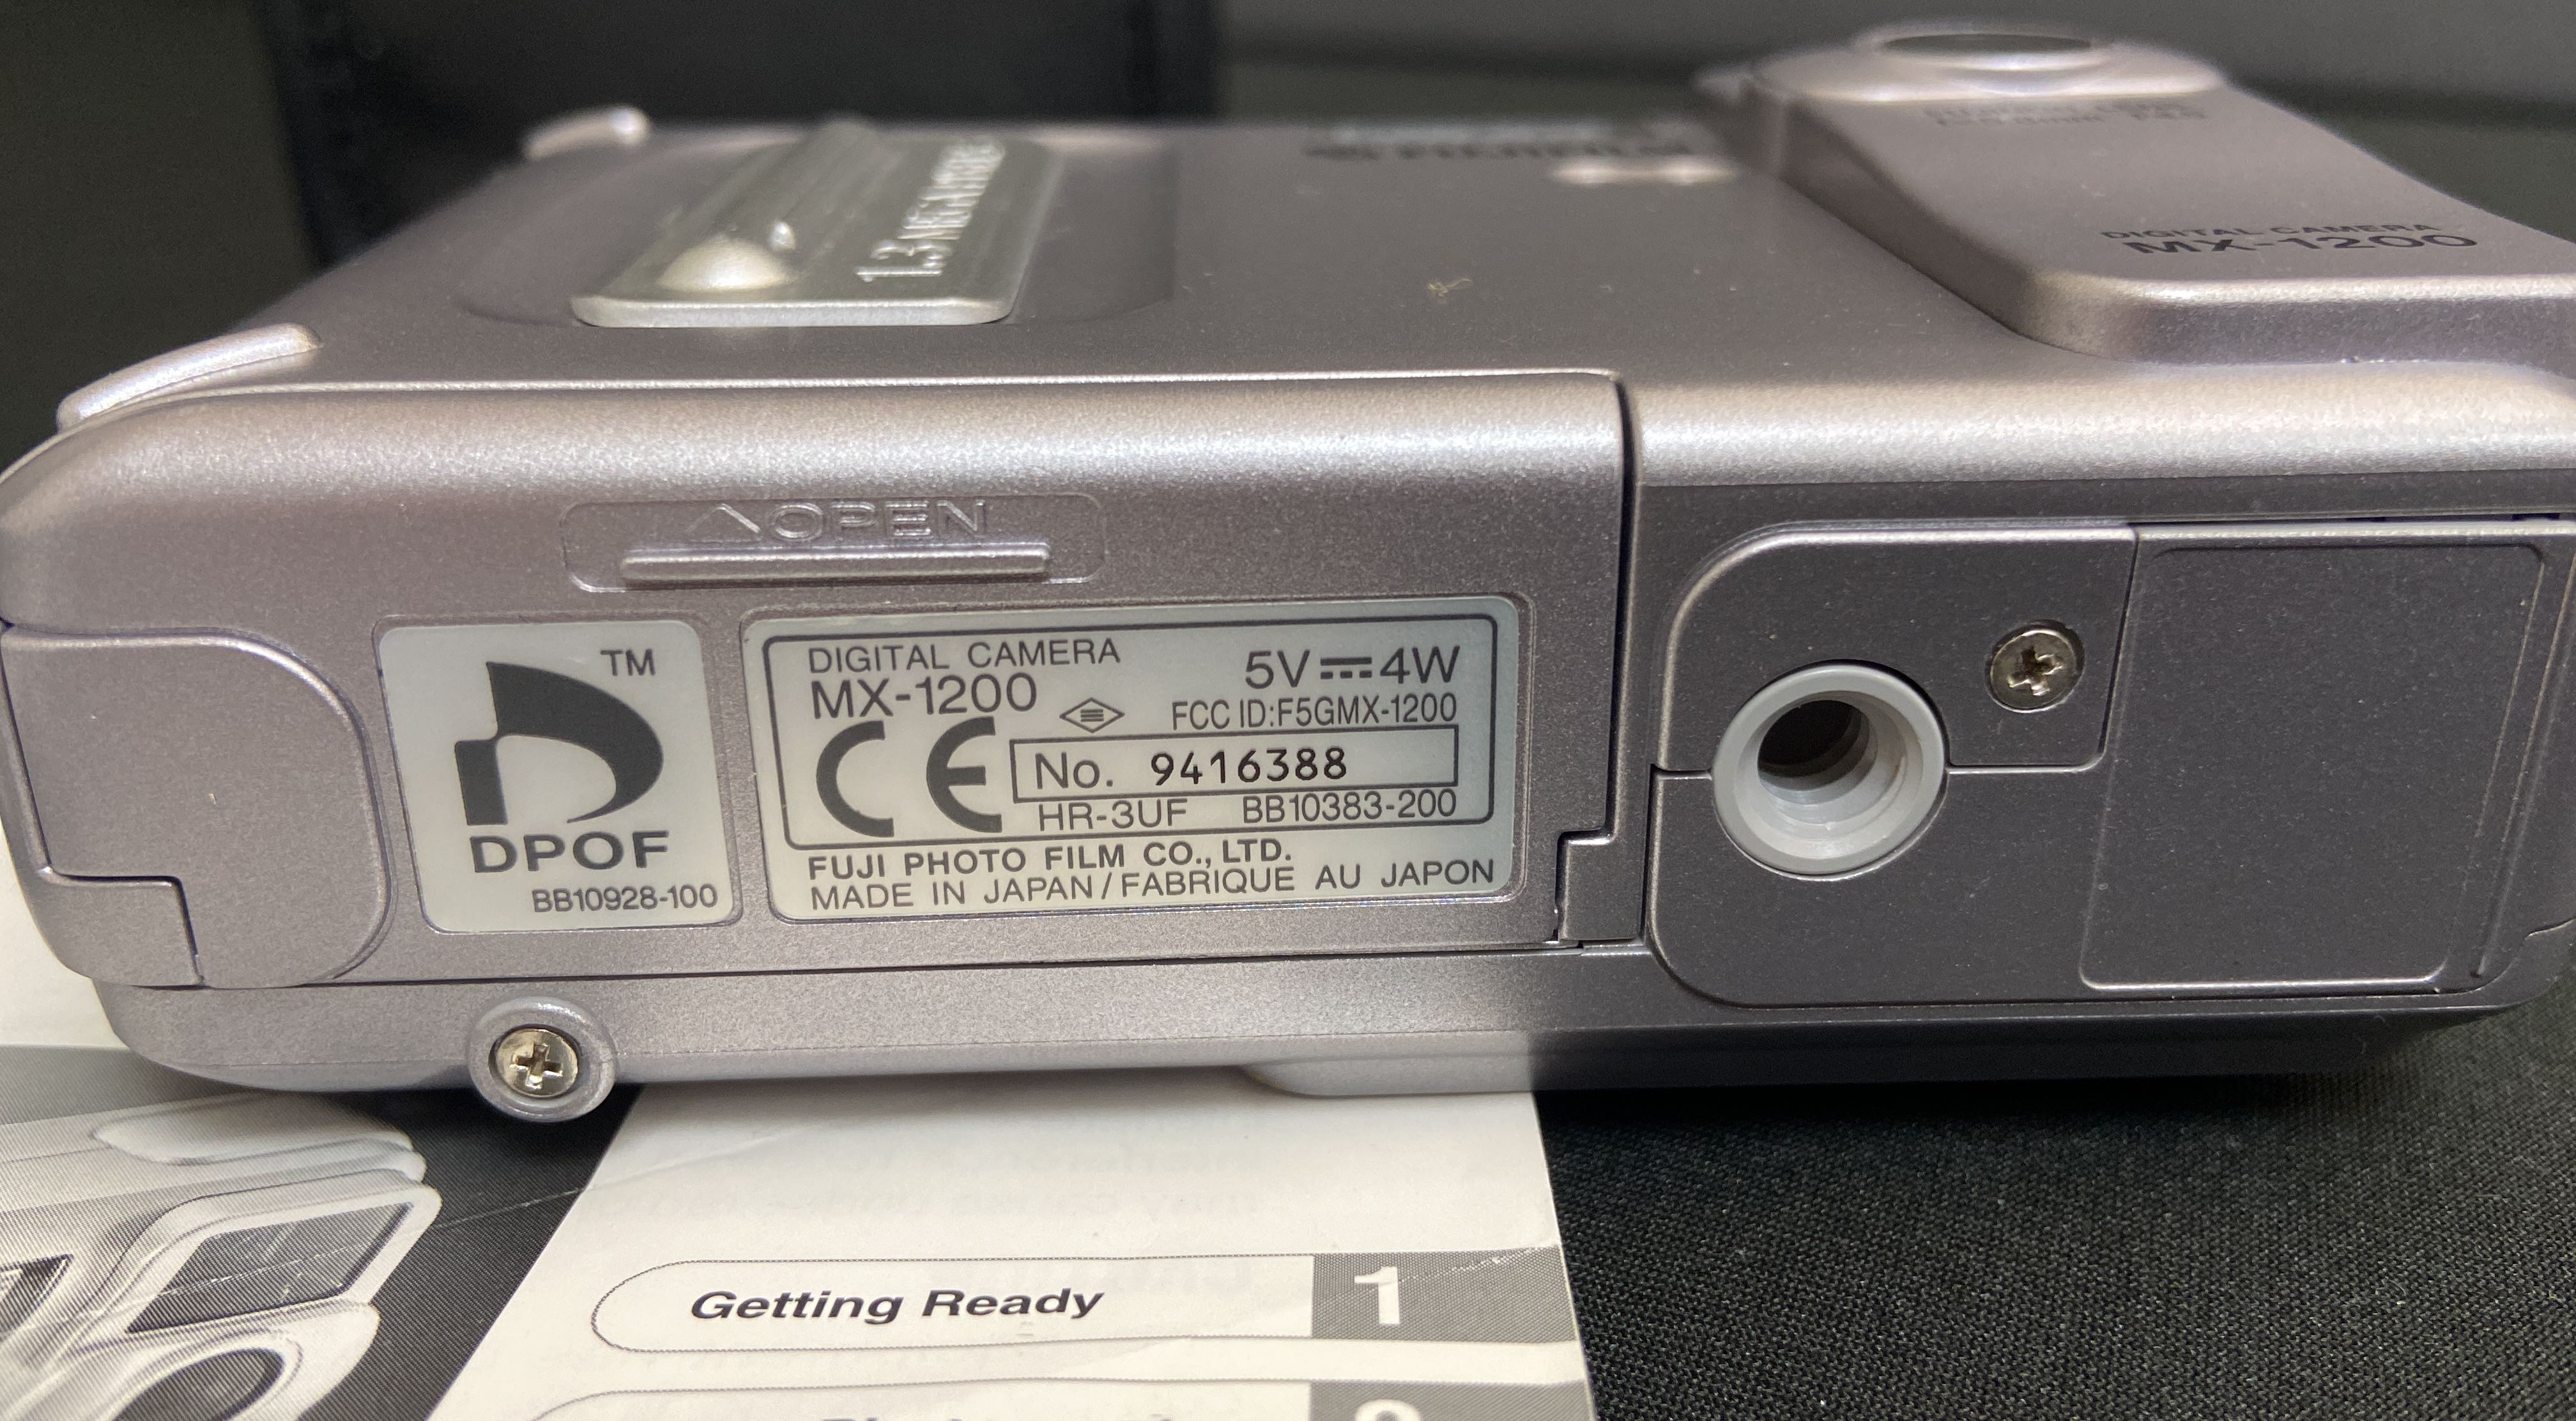 1.3 MEGAPIXELS
DIGITAL CAMERA
MX-1200
OPEN
TM
DPOF
BB10928-100
DIGITAL CAMERA
MX-1200
5V 4W
FCC ID:F5GMX-1200
CE
No. 9416388
HR-3UF BB10383-200
FUJI PHOTO FILM CO., LTD.
MADE IN JAPAN/FABRIQUE AU JAPON
Getting Ready 1